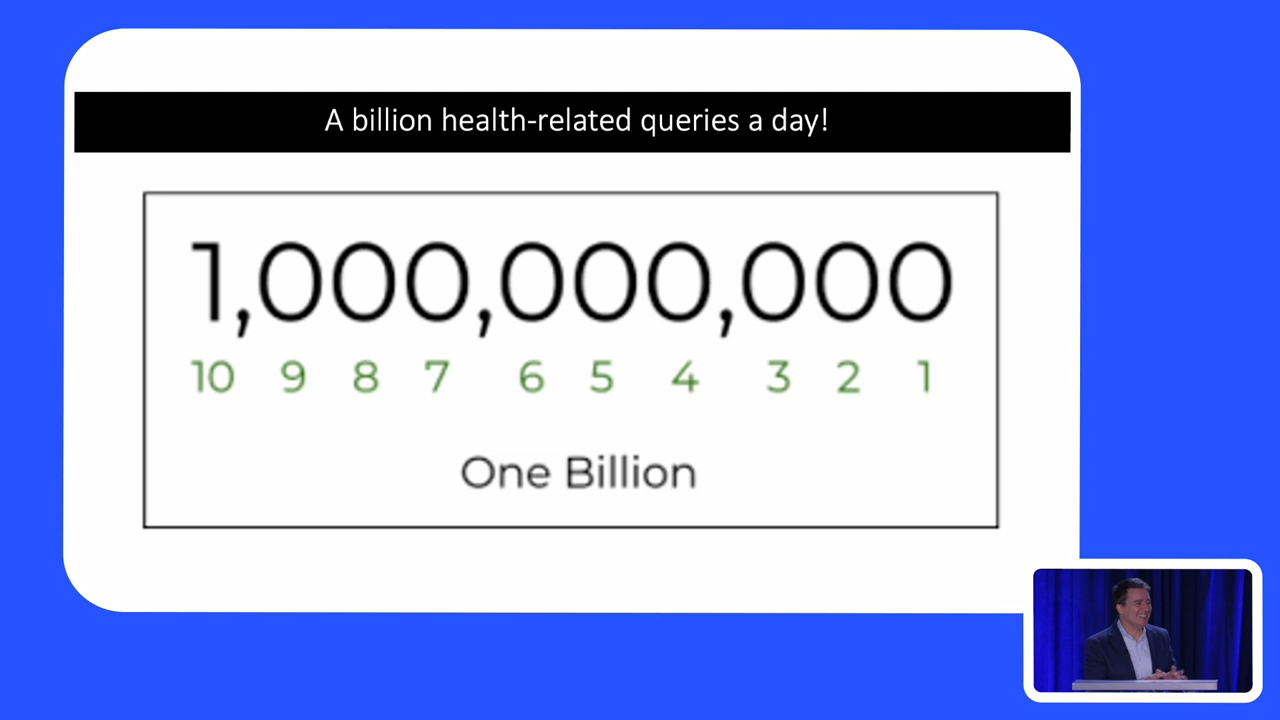 A billion health-related queries a day!
1,000,000,000
10 9 8 7 6 5 4 3 2 1
One Billion